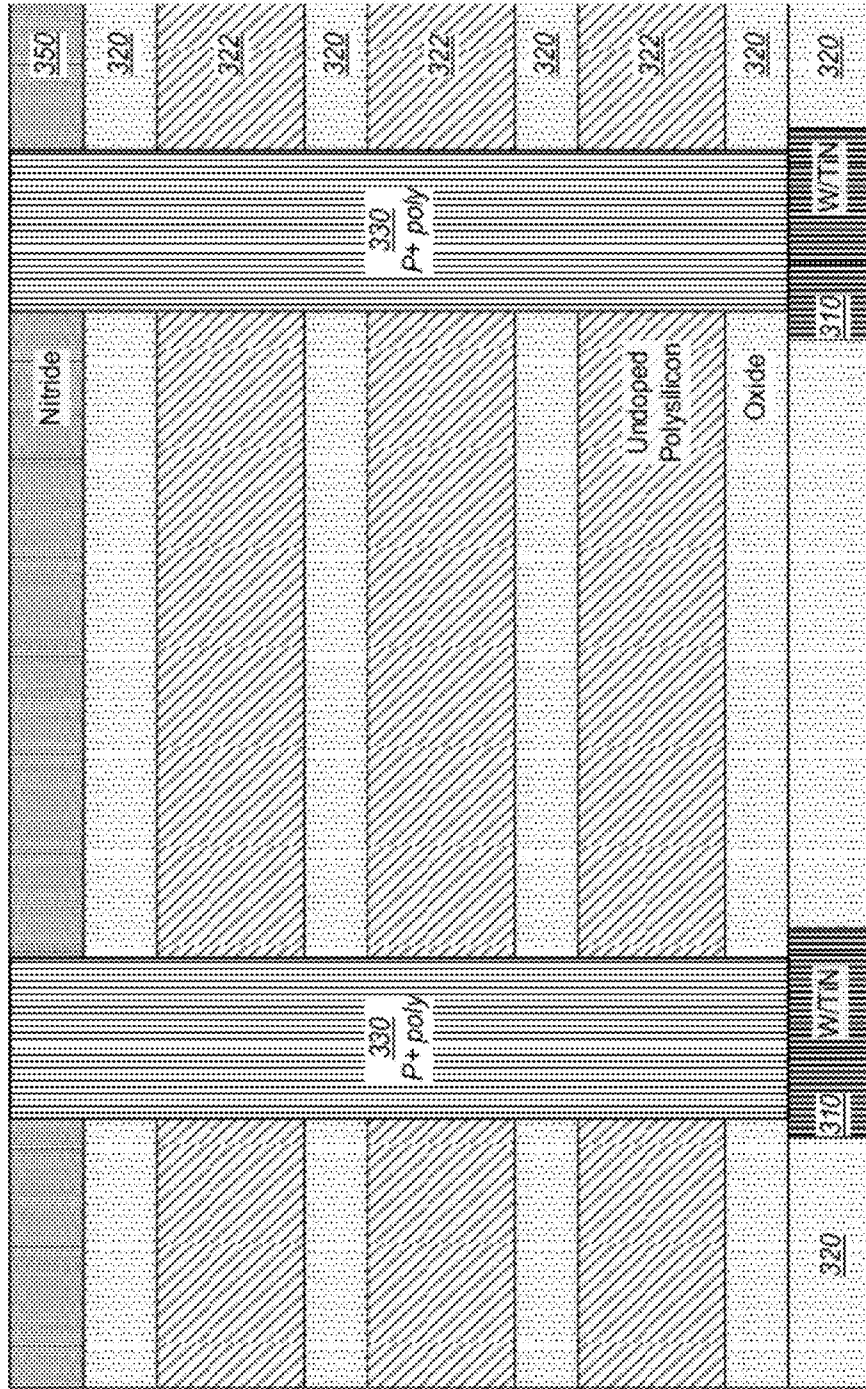 Nitride 350
320
322
320
330 330
P+ poly P+ poly
322
320
Undoped
Polysilicon
322
Oxide 320
320 310 W/TiN 310 W/TiN 320